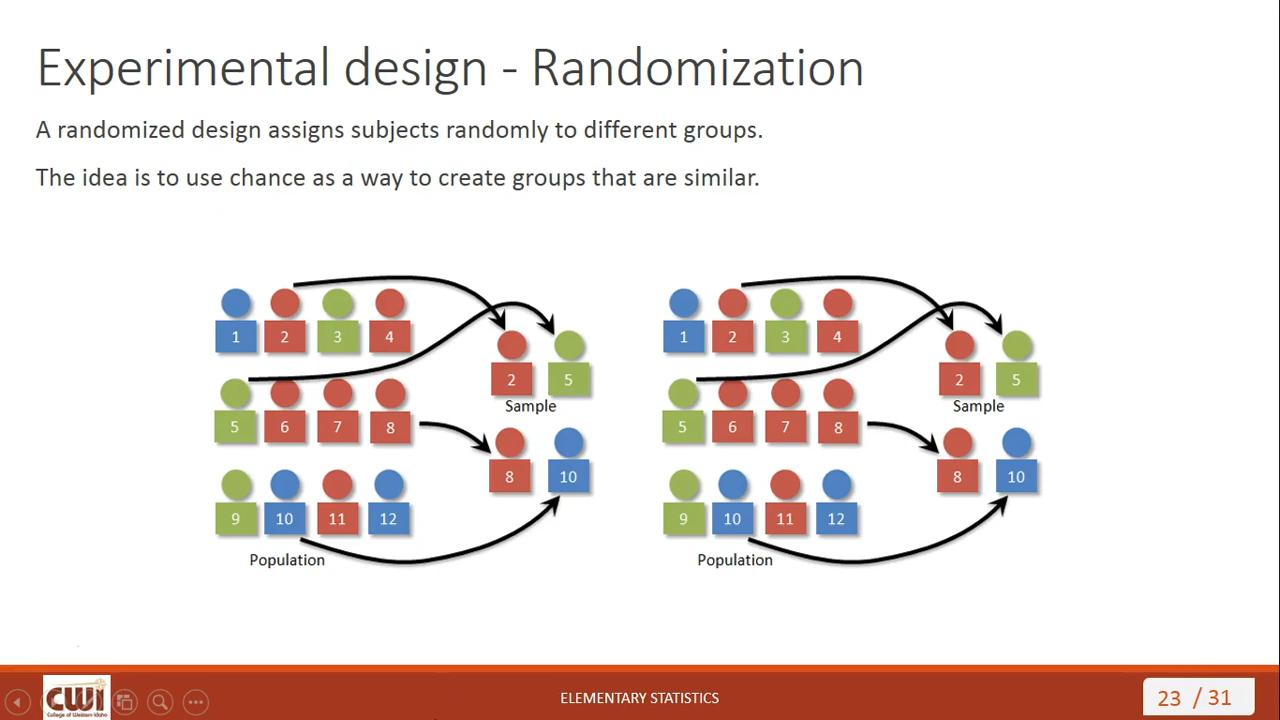 Experimental design - Randomization
A randomized design assigns subjects randomly to different groups.
The idea is to use chance as a way to create groups that are similar.
1 2 3 4
5 6 7 8
9 10 11 12
Population
2 5
Sample
8 10
1 2 3 4
5 6 7 8
9 10 11 12
Population
2 5
Sample
8 10
CWI
College of Western Idaho
ELEMENTARY STATISTICS
23 / 31